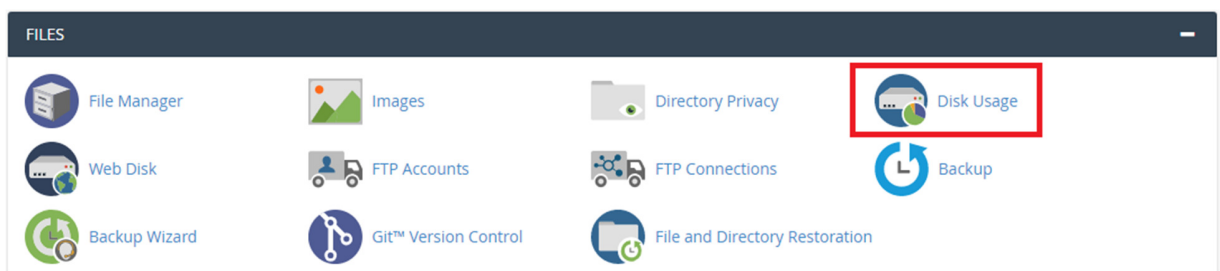 FILES
File Manager
Images
Directory Privacy
Disk Usage
Web Disk
FTP Accounts
FTP Connections
Backup
Backup Wizard
Git™ Version Control
File and Directory Restoration